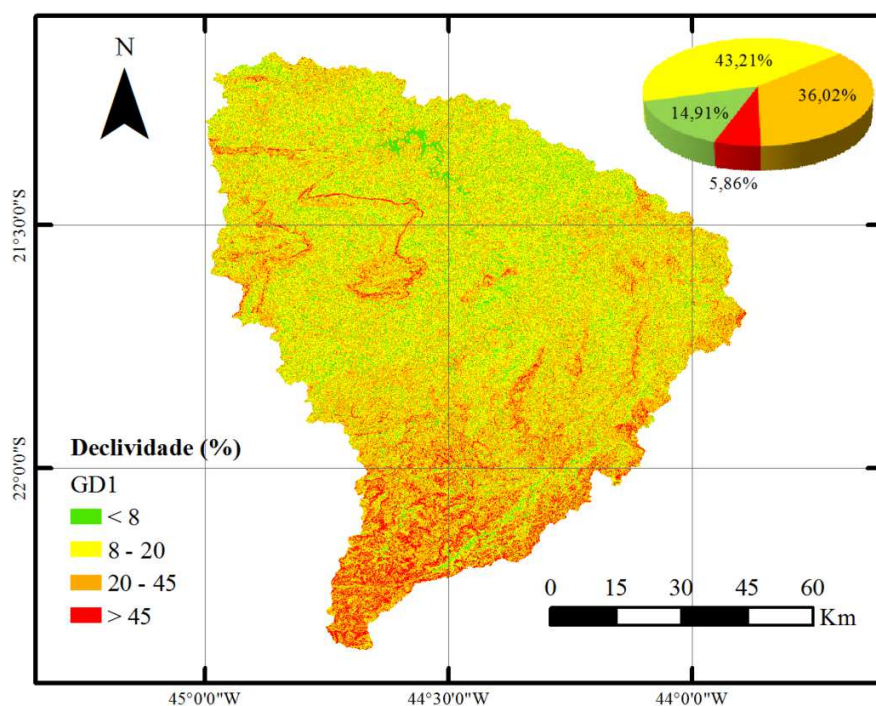 N
43,21%
36,02%
14,91%
5,86%
21°30'0"S
22°0'0"S
Declividade (%)
GD1
< 8
8 - 20
20 - 45
> 45
0 15 30 45 60
Km
45°0'0"W 44°30'0"W 44°0'0"W